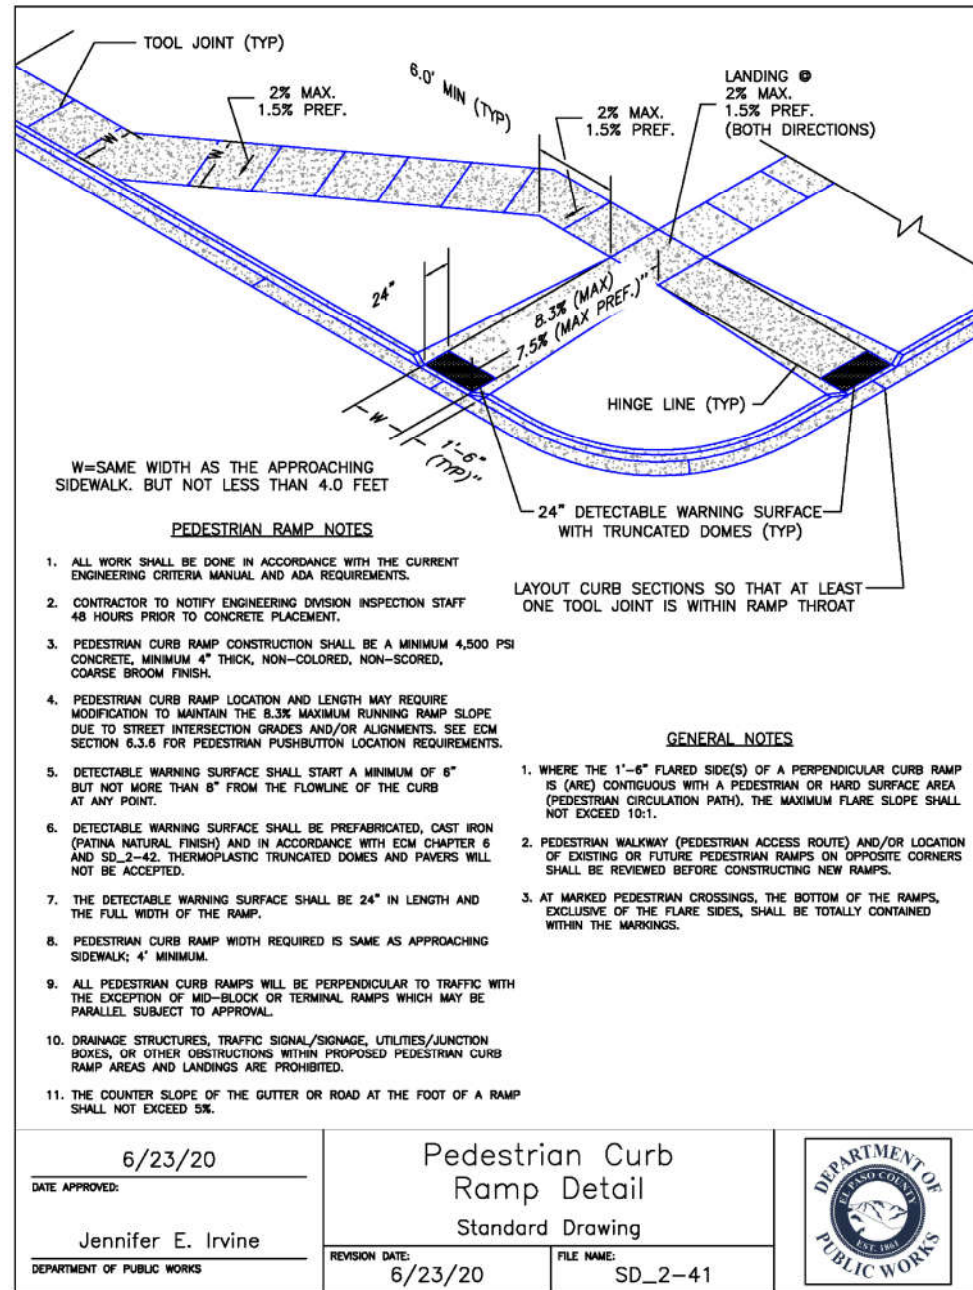 TOOL JOINT (TYP)
2% MAX.
1.5% PREF.
6.0' MIN (TYP)
2% MAX.
1.5% PREF.
LANDING @
2% MAX.
1.5% PREF.
(BOTH DIRECTIONS)
W
W
24"
8.3% (MAX)
7.5% (MAX PREF.)"
HINGE LINE (TYP)
W
1'-6"
(TYP)"
W=SAME WIDTH AS THE APPROACHING
SIDEWALK. BUT NOT LESS THAN 4.0 FEET
24" DETECTABLE WARNING SURFACE
WITH TRUNCATED DOMES (TYP)
LAYOUT CURB SECTIONS SO THAT AT LEAST
ONE TOOL JOINT IS WITHIN RAMP THROAT
PEDESTRIAN RAMP NOTES
1. ALL WORK SHALL BE DONE IN ACCORDANCE WITH THE CURRENT
ENGINEERING CRITERIA MANUAL AND ADA REQUIREMENTS.
2. CONTRACTOR TO NOTIFY ENGINEERING DIVISION INSPECTION STAFF
48 HOURS PRIOR TO CONCRETE PLACEMENT.
3. PEDESTRIAN CURB RAMP CONSTRUCTION SHALL BE A MINIMUM 4,500 PSI
CONCRETE, MINIMUM 4" THICK, NON-COLORED, NON-SCORED,
COARSE BROOM FINISH.
4. PEDESTRIAN CURB RAMP LOCATION AND LENGTH MAY REQUIRE
MODIFICATION TO MAINTAIN THE 8.3% MAXIMUM RUNNING RAMP SLOPE
DUE TO STREET INTERSECTION GRADES AND/OR ALIGNMENTS. SEE ECM
SECTION 6.3.6 FOR PEDESTRIAN PUSHBUTTON LOCATION REQUIREMENTS.
5. DETECTABLE WARNING SURFACE SHALL START A MINIMUM OF 6"
BUT NOT MORE THAN 8" FROM THE FLOWLINE OF THE CURB
AT ANY POINT.
6. DETECTABLE WARNING SURFACE SHALL BE PREFABRICATED, CAST IRON
(PATINA NATURAL FINISH) AND IN ACCORDANCE WITH ECM CHAPTER 6
AND SD_2-42. THERMOPLASTIC TRUNCATED DOMES AND PAVERS WILL
NOT BE ACCEPTED.
7. THE DETECTABLE WARNING SURFACE SHALL BE 24" IN LENGTH AND
THE FULL WIDTH OF THE RAMP.
8. PEDESTRIAN CURB RAMP WIDTH REQUIRED IS SAME AS APPROACHING
SIDEWALK; 4' MINIMUM.
9. ALL PEDESTRIAN CURB RAMPS WILL BE PERPENDICULAR TO TRAFFIC WITH
THE EXCEPTION OF MID-BLOCK OR TERMINAL RAMPS WHICH MAY BE
PARALLEL SUBJECT TO APPROVAL.
10. DRAINAGE STRUCTURES, TRAFFIC SIGNAL/SIGNAGE, UTILITIES/JUNCTION
BOXES, OR OTHER OBSTRUCTIONS WITHIN PROPOSED PEDESTRIAN CURB
RAMP AREAS AND LANDINGS ARE PROHIBITED.
11. THE COUNTER SLOPE OF THE GUTTER OR ROAD AT THE FOOT OF A RAMP
SHALL NOT EXCEED 5%.
GENERAL NOTES
1. WHERE THE 1'-6" FLARED SIDE(S) OF A PERPENDICULAR CURB RAMP
IS (ARE) CONTIGUOUS WITH A PEDESTRIAN OR HARD SURFACE AREA
(PEDESTRIAN CIRCULATION PATH). THE MAXIMUM FLARE SLOPE SHALL
NOT EXCEED 10:1.
2. PEDESTRIAN WALKWAY (PEDESTRIAN ACCESS ROUTE) AND/OR LOCATION
OF EXISTING OR FUTURE PEDESTRIAN RAMPS ON OPPOSITE CORNERS
SHALL BE REVIEWED BEFORE CONSTRUCTING NEW RAMPS.
3. AT MARKED PEDESTRIAN CROSSINGS, THE BOTTOM OF THE RAMPS,
EXCLUSIVE OF THE FLARE SIDES, SHALL BE TOTALLY CONTAINED
WITHIN THE MARKINGS.
6/23/20
DATE APPROVED:
Jennifer E. Irvine
DEPARTMENT OF PUBLIC WORKS
Pedestrian Curb
Ramp Detail
Standard Drawing
REVISION DATE:
6/23/20
FILE NAME:
SD_2-41
DEPARTMENT OF
EL PASO COUNTY
EST. 1861
PUBLIC WORKS